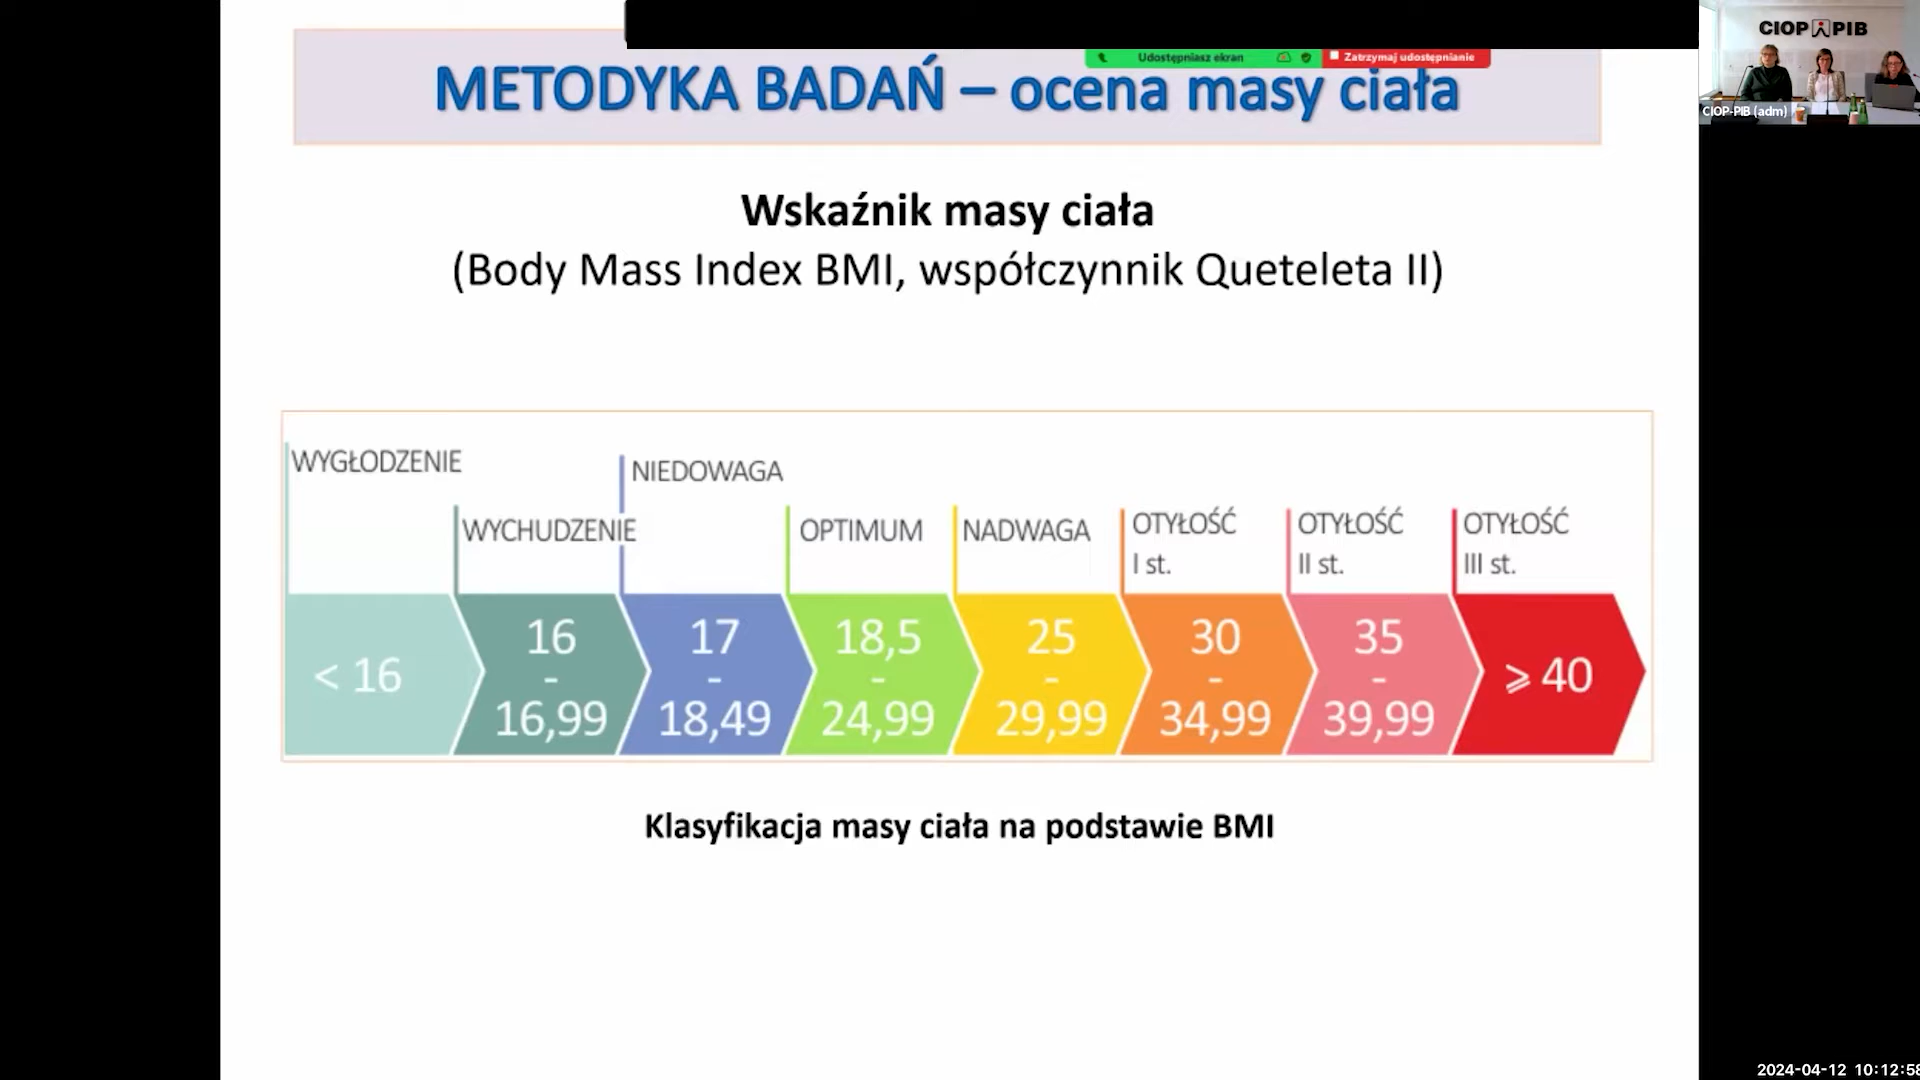 Udostępniasz ekran
Zatrzymaj udostępnianie
CIOP PIB
CIOP-PIB (adm)
METODYKA BADAŃ – ocena masy ciała
Wskaźnik masy ciała
(Body Mass Index BMI, współczynnik Queteleta II)
WYGŁODZENIE
< 16
WYCHUDZENIE
16
-
16,99
NIEDOWAGA
17
-
18,49
OPTIMUM
18,5
-
24,99
NADWAGA
25
-
29,99
OTYŁOŚĆ
I st.
30
-
34,99
OTYŁOŚĆ
II st.
35
-
39,99
OTYŁOŚĆ
III st.
⩾ 40
Klasyfikacja masy ciała na podstawie BMI
2024-04-12 10:12:58